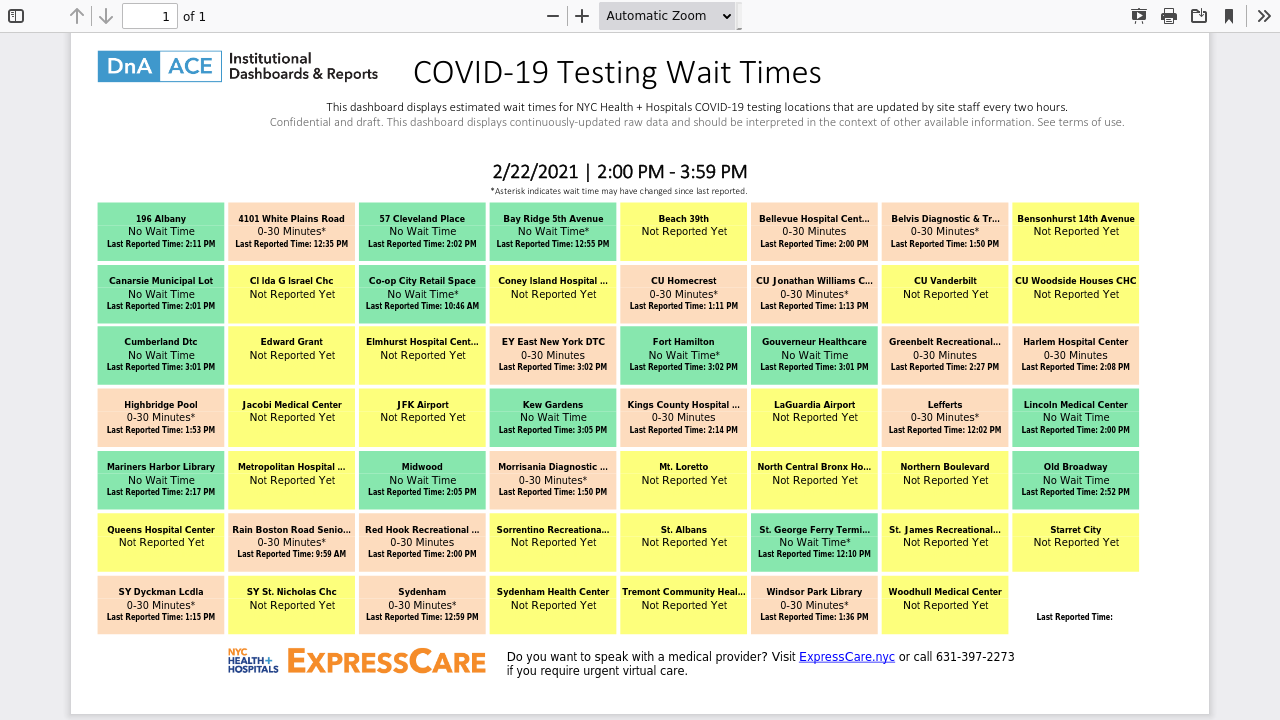 1 of 1
Automatic Zoom
DnA ACE Institutional
Dashboards & Reports
COVID-19 Testing Wait Times
This dashboard displays estimated wait times for NYC Health + Hospitals COVID-19 testing locations that are updated by site staff every two hours.
Confidential and draft. This dashboard displays continuously-updated raw data and should be interpreted in the context of other available information. See terms of use.
2/22/2021 | 2:00 PM - 3:59 PM
*Asterisk indicates wait time may have changed since last reported.
196 Albany
No Wait Time
Last Reported Time: 2:11 PM
4101 White Plains Road
0-30 Minutes*
Last Reported Time: 12:35 PM
57 Cleveland Place
No Wait Time
Last Reported Time: 2:02 PM
Bay Ridge 5th Avenue
No Wait Time*
Last Reported Time: 12:55 PM
Beach 39th
Not Reported Yet
Bellevue Hospital Cent...
0-30 Minutes
Last Reported Time: 2:00 PM
Belvis Diagnostic & Tr...
0-30 Minutes*
Last Reported Time: 1:50 PM
Bensonhurst 14th Avenue
Not Reported Yet
Canarsie Municipal Lot
No Wait Time
Last Reported Time: 2:01 PM
CI Ida G Israel Chc
Not Reported Yet
Co-op City Retail Space
No Wait Time*
Last Reported Time: 10:46 AM
Coney Island Hospital ...
Not Reported Yet
CU Homecrest
0-30 Minutes*
Last Reported Time: 1:11 PM
CU Jonathan Williams C...
0-30 Minutes*
Last Reported Time: 1:13 PM
CU Vanderbilt
Not Reported Yet
CU Woodside Houses CHC
Not Reported Yet
Cumberland Dtc
No Wait Time
Last Reported Time: 3:01 PM
Edward Grant
Not Reported Yet
Elmhurst Hospital Cent...
Not Reported Yet
EY East New York DTC
0-30 Minutes
Last Reported Time: 3:02 PM
Fort Hamilton
No Wait Time*
Last Reported Time: 3:02 PM
Gouverneur Healthcare
No Wait Time
Last Reported Time: 3:01 PM
Greenbelt Recreational...
0-30 Minutes
Last Reported Time: 2:27 PM
Harlem Hospital Center
0-30 Minutes
Last Reported Time: 2:08 PM
Highbridge Pool
0-30 Minutes*
Last Reported Time: 1:53 PM
Jacobi Medical Center
Not Reported Yet
JFK Airport
Not Reported Yet
Kew Gardens
No Wait Time
Last Reported Time: 3:05 PM
Kings County Hospital ...
0-30 Minutes
Last Reported Time: 2:14 PM
LaGuardia Airport
Not Reported Yet
Lefferts
0-30 Minutes*
Last Reported Time: 12:02 PM
Lincoln Medical Center
No Wait Time
Last Reported Time: 2:00 PM
Mariners Harbor Library
No Wait Time
Last Reported Time: 2:17 PM
Metropolitan Hospital ...
Not Reported Yet
Midwood
No Wait Time
Last Reported Time: 2:05 PM
Morrisania Diagnostic ...
0-30 Minutes*
Last Reported Time: 1:50 PM
Mt. Loretto
Not Reported Yet
North Central Bronx Ho...
Not Reported Yet
Northern Boulevard
Not Reported Yet
Old Broadway
No Wait Time
Last Reported Time: 2:52 PM
Queens Hospital Center
Not Reported Yet
Rain Boston Road Senio...
0-30 Minutes*
Last Reported Time: 9:59 AM
Red Hook Recreational ...
0-30 Minutes
Last Reported Time: 2:00 PM
Sorrentino Recreationa...
Not Reported Yet
St. Albans
Not Reported Yet
St. George Ferry Termi...
No Wait Time*
Last Reported Time: 12:10 PM
St. James Recreational...
Not Reported Yet
Starret City
Not Reported Yet
SY Dyckman Lcdla
0-30 Minutes*
Last Reported Time: 1:15 PM
SY St. Nicholas Chc
Not Reported Yet
Sydenham
0-30 Minutes*
Last Reported Time: 12:59 PM
Sydenham Health Center
Not Reported Yet
Tremont Community Heal...
Not Reported Yet
Windsor Park Library
0-30 Minutes*
Last Reported Time: 1:36 PM
Woodhull Medical Center
Not Reported Yet
Last Reported Time:
NYC
HEALTH+
HOSPITALS
EXPRESSCARE
Do you want to speak with a medical provider? Visit ExpressCare.nyc or call 631-397-2273
if you require urgent virtual care.